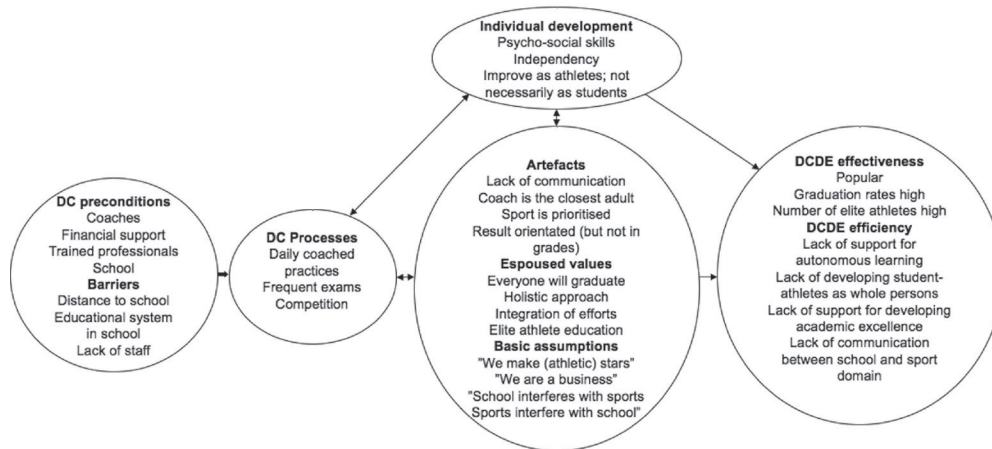 Individual development
Psycho-social skills
Independency
Improve as athletes; not
necessarily as students
DC preconditions
Coaches
Financial support
Trained professionals
School
Barriers
Distance to school
Educational system
in school
Lack of staff
DC Processes
Daily coached
practices
Frequent exams
Competition
Artefacts
Lack of communication
Coach is the closest adult
Sport is prioritised
Result orientated (but not in
grades)
Espoused values
Everyone will graduate
Holistic approach
Integration of efforts
Elite athlete education
Basic assumptions
"We make (athletic) stars"
"We are a business"
"School interferes with sports
Sports interfere with school"
DCDE effectiveness
Popular
Graduation rates high
Number of elite athletes high
DCDE efficiency
Lack of support for
autonomous learning
Lack of developing student-
athletes as whole persons
Lack of support for developing
academic excellence
Lack of communication
between school and sport
domain